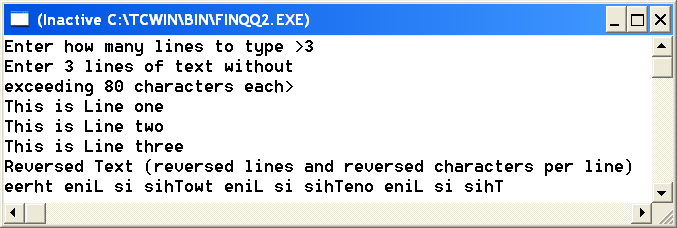 (Inactive C:\TCWIN\BIN\FINQQ2.EXE)
Enter how many lines to type >3
Enter 3 lines of text without
exceeding 80 characters each>
This is Line one
This is Line two
This is Line three
Reversed Text (reversed lines and reversed characters per line)
eerht eniL si sihTowt eniL si sihTeno eniL si sihT